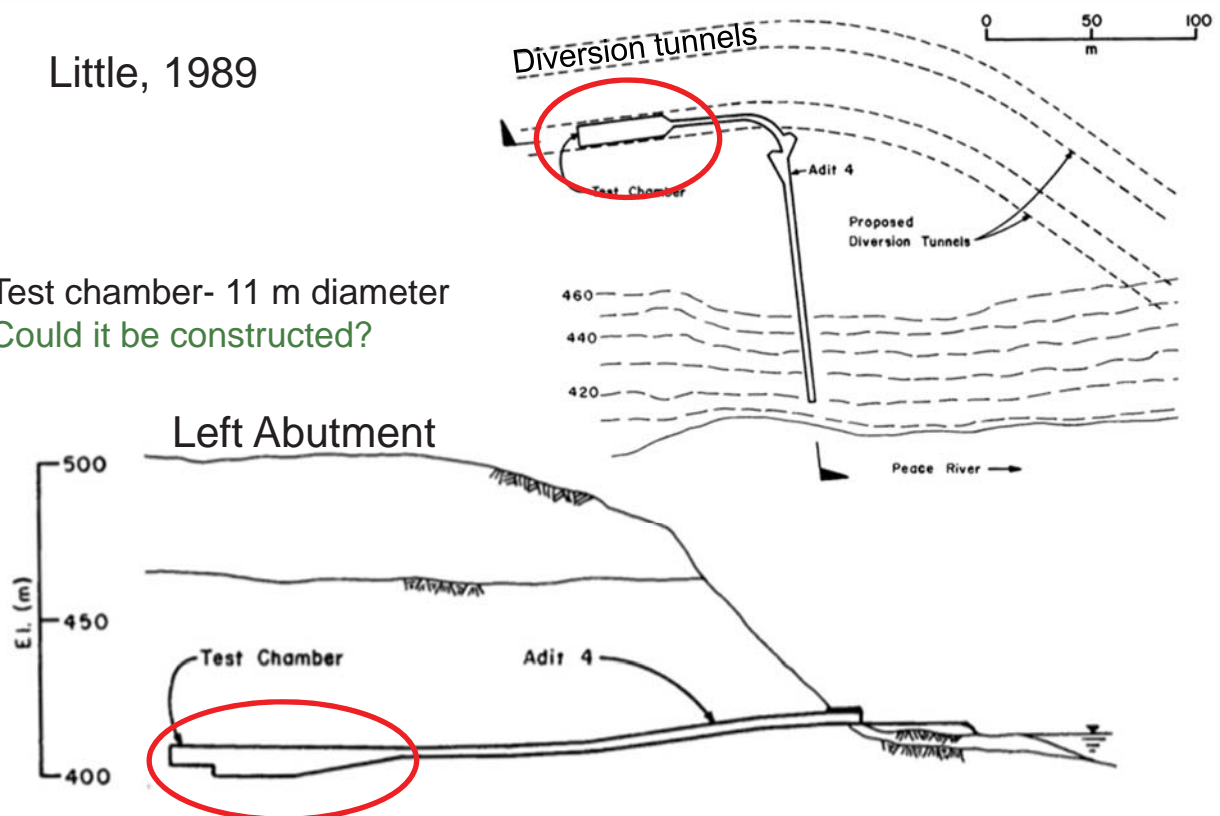 0 50 100
m
Diversion tunnels
Little, 1989
Test Chamber
Adit 4
Proposed
Diversion Tunnels
Test chamber- 11 m diameter
Could it be constructed?
460
440
420
Left Abutment
Peace River
500
El. (m)
450
Test Chamber
Adit 4
400